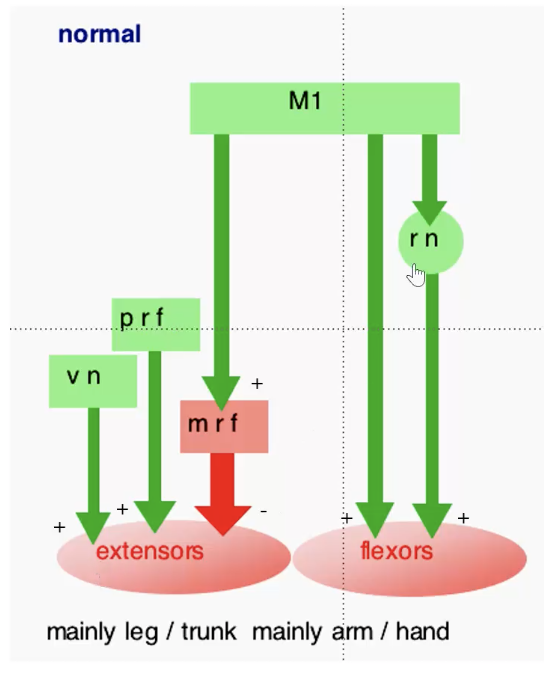 normal
M1
r n
p r f
v n
+
m r f
+ + - + +
extensors flexors
mainly leg / trunk mainly arm / hand